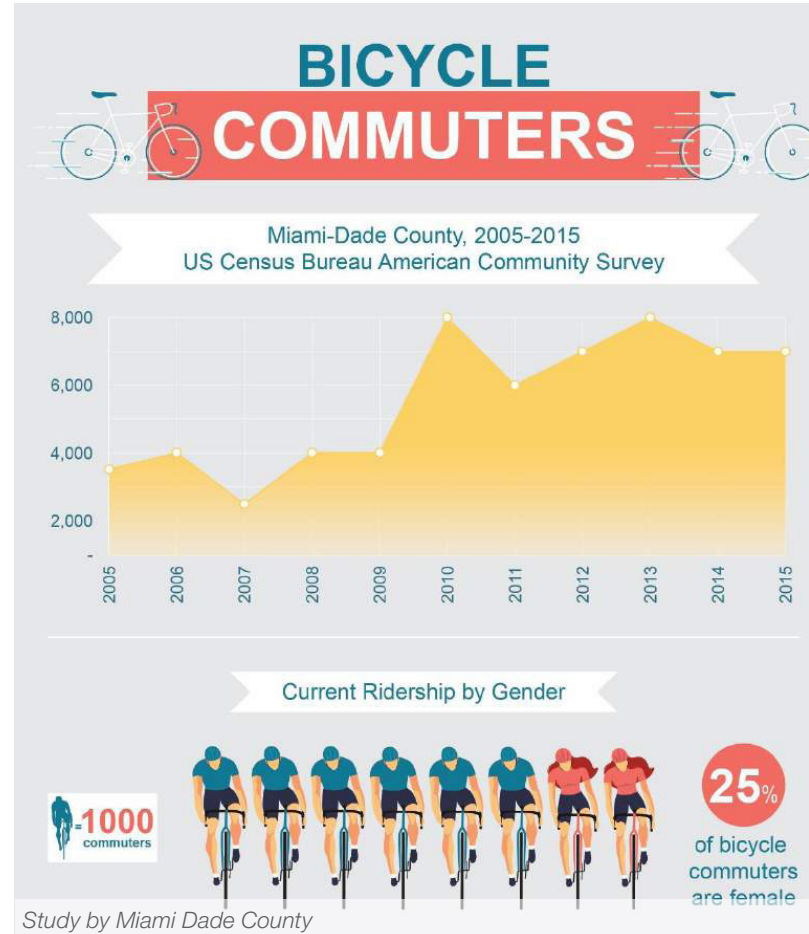 BICYCLE
COMMUTERS
Miami-Dade County, 2005-2015
US Census Bureau American Community Survey
8,000
6,000
4,000
2,000
-
2005
2006
2007
2008
2009
2010
2011
2012
2013
2014
2015
Current Ridership by Gender
=1000
commuters
25%
of bicycle
commuters
are female
Study by Miami Dade County